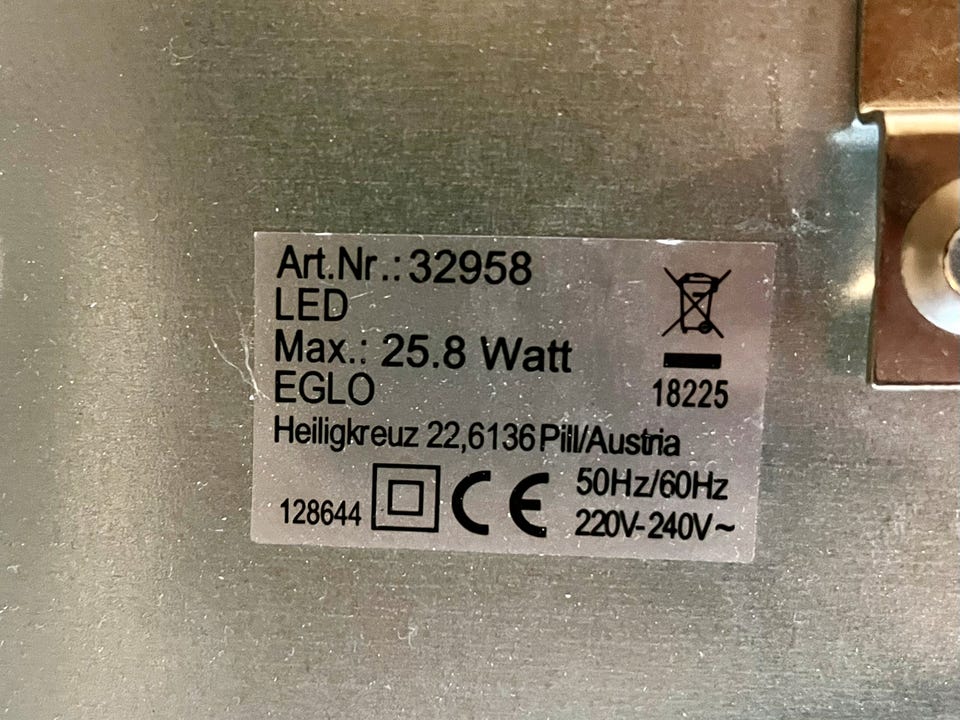 Art.Nr.: 32958
LED
Max.: 25.8 Watt
EGLO
18225
Heiligkreuz 22,6136 Pill/Austria
128644 CE 50Hz/60Hz
220V-240V~